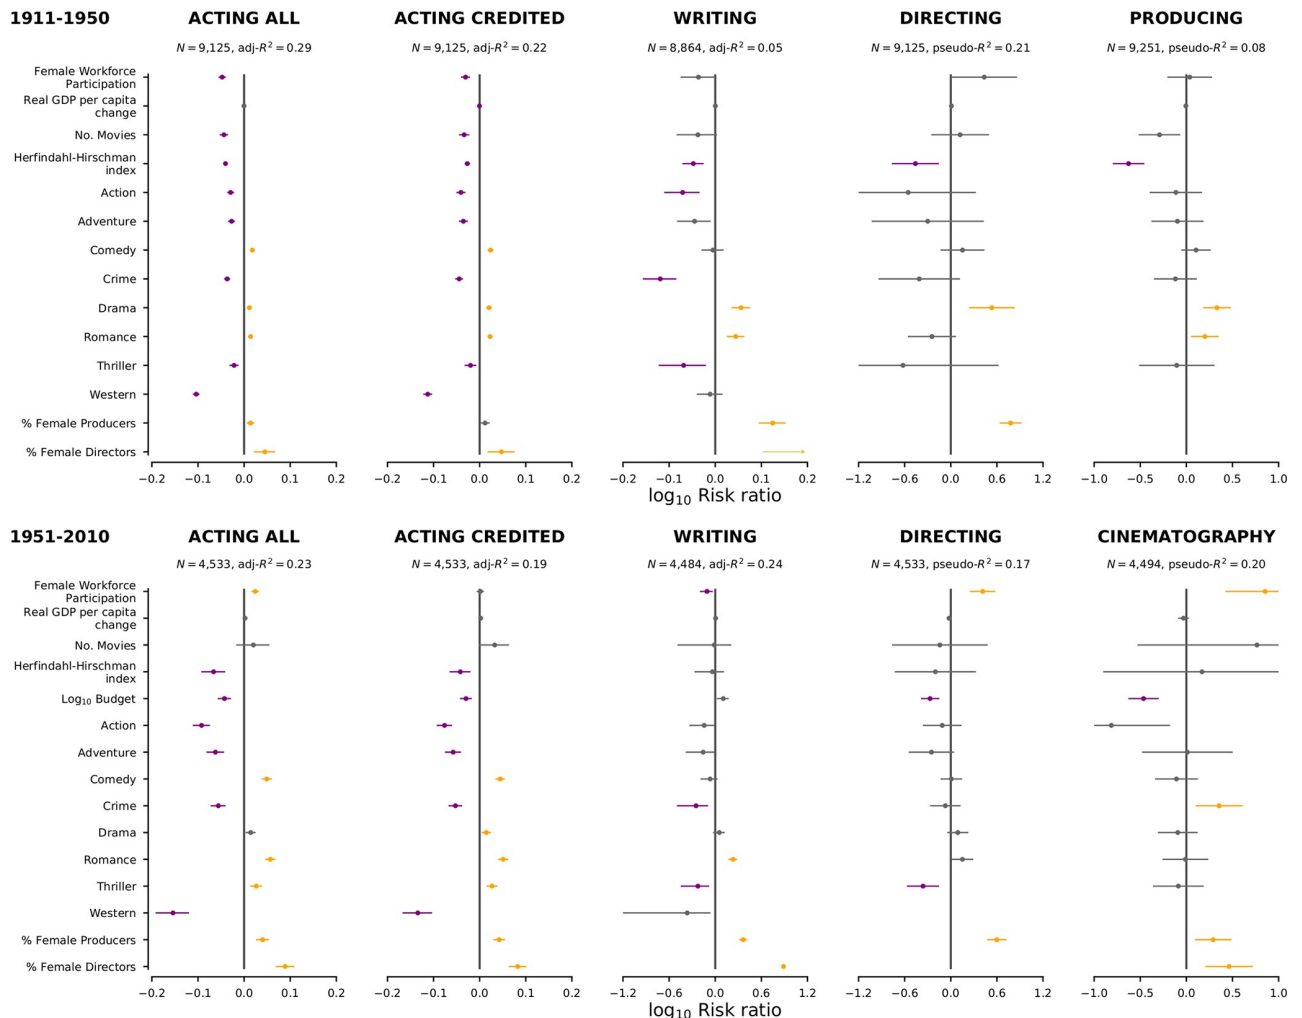 1911-1950
ACTING ALL
ACTING CREDITED
WRITING
DIRECTING
PRODUCING
N = 9,125, adj-R² = 0.29
N = 9,125, adj-R² = 0.22
N = 8,864, adj-R² = 0.05
N = 9,125, pseudo-R² = 0.21
N = 9,251, pseudo-R² = 0.08
Female Workforce
Participation
Real GDP per capita
change
No. Movies
Herfindahl-Hirschman
index
Action
Adventure
Comedy
Crime
Drama
Romance
Thriller
Western
% Female Producers
% Female Directors
−0.2 −0.1 0.0 0.1 0.2
−0.2 −0.1 0.0 0.1 0.2
−0.2 −0.1 0.0 0.1 0.2
−1.2 −0.6 0.0 0.6 1.2
−1.0 −0.5 0.0 0.5 1.0
log₁₀ Risk ratio
1951-2010
ACTING ALL
ACTING CREDITED
WRITING
DIRECTING
CINEMATOGRAPHY
N = 4,533, adj-R² = 0.23
N = 4,533, adj-R² = 0.19
N = 4,484, adj-R² = 0.24
N = 4,533, pseudo-R² = 0.17
N = 4,494, pseudo-R² = 0.20
Female Workforce
Participation
Real GDP per capita
change
No. Movies
Herfindahl-Hirschman
index
Log₁₀ Budget
Action
Adventure
Comedy
Crime
Drama
Romance
Thriller
Western
% Female Producers
% Female Directors
−0.2 −0.1 0.0 0.1 0.2
−0.2 −0.1 0.0 0.1 0.2
−1.2 −0.6 0.0 0.6 1.2
−1.2 −0.6 0.0 0.6 1.2
−1.0 −0.5 0.0 0.5 1.0
log₁₀ Risk ratio